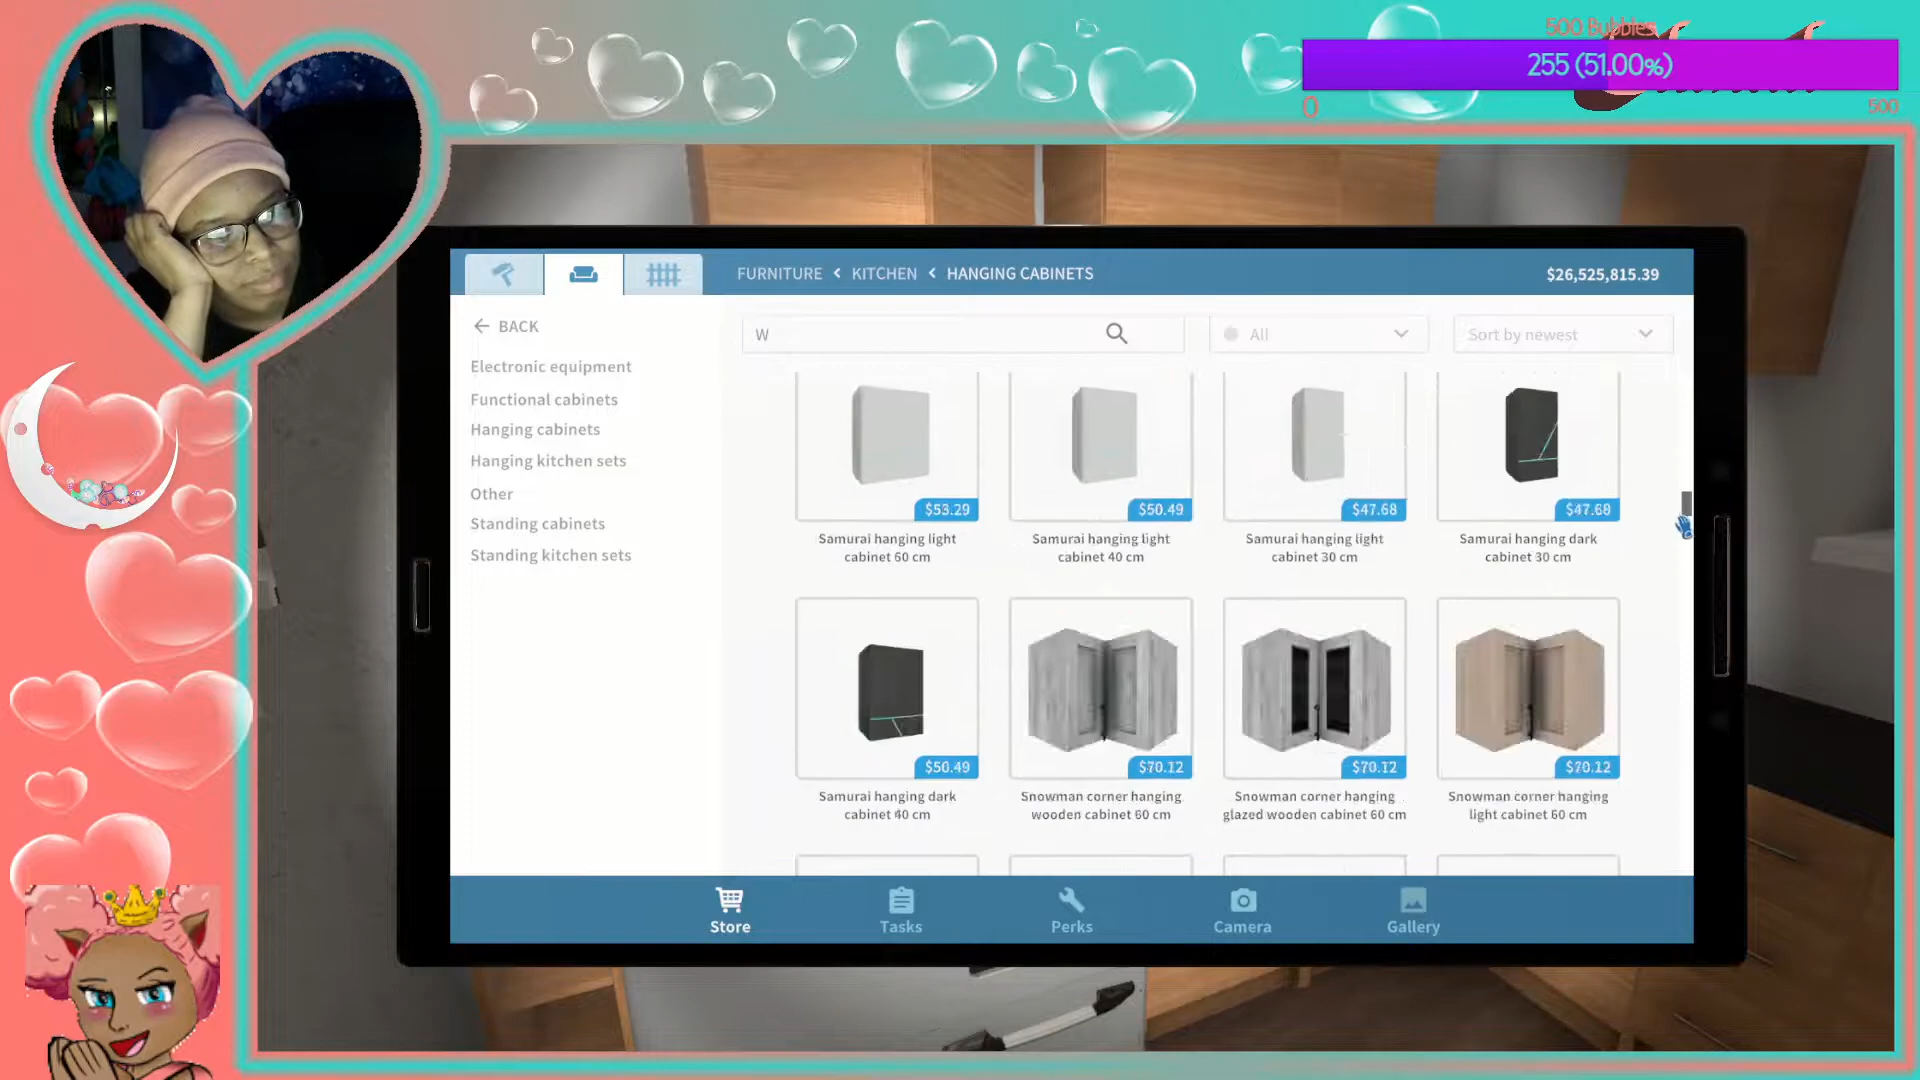 500 Bubbles
255 (51.00%)
0
500
FURNITURE < KITCHEN < HANGING CABINETS
$26,525,815.39
BACK
W
All
Sort by newest
Electronic equipment
Functional cabinets
Hanging cabinets
Hanging kitchen sets
Other
Standing cabinets
Standing kitchen sets
$53.29
$50.49
$47.68
$47.68
Samurai hanging light
cabinet 60 cm
Samurai hanging light
cabinet 40 cm
Samurai hanging light
cabinet 30 cm
Samurai hanging dark
cabinet 30 cm
$50.49
$70.12
$70.12
$70.12
Samurai hanging dark
cabinet 40 cm
Snowman corner hanging
wooden cabinet 60 cm
Snowman corner hanging
glazed wooden cabinet 60 cm
Snowman corner hanging
light cabinet 60 cm
Store
Tasks
Perks
Camera
Gallery